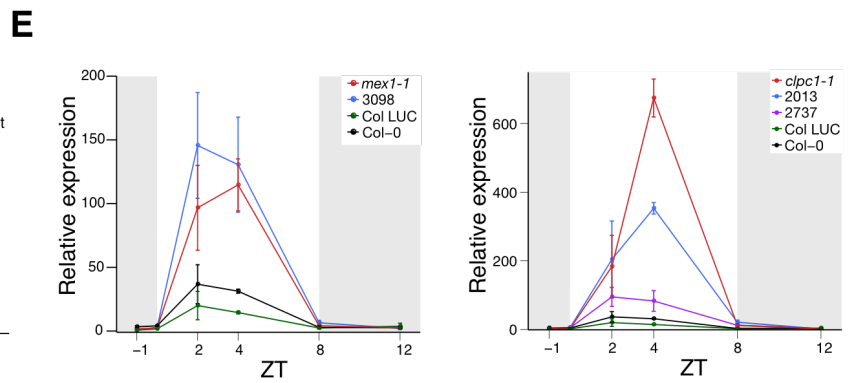 E
t
Relative expression
200
150
100
50
0
mex1-1
3098
Col LUC
Col-0
-1
2
4
8
12
ZT
Relative expression
600
400
200
0
clpc1-1
2013
2737
Col LUC
Col-0
-1
2
4
8
12
ZT